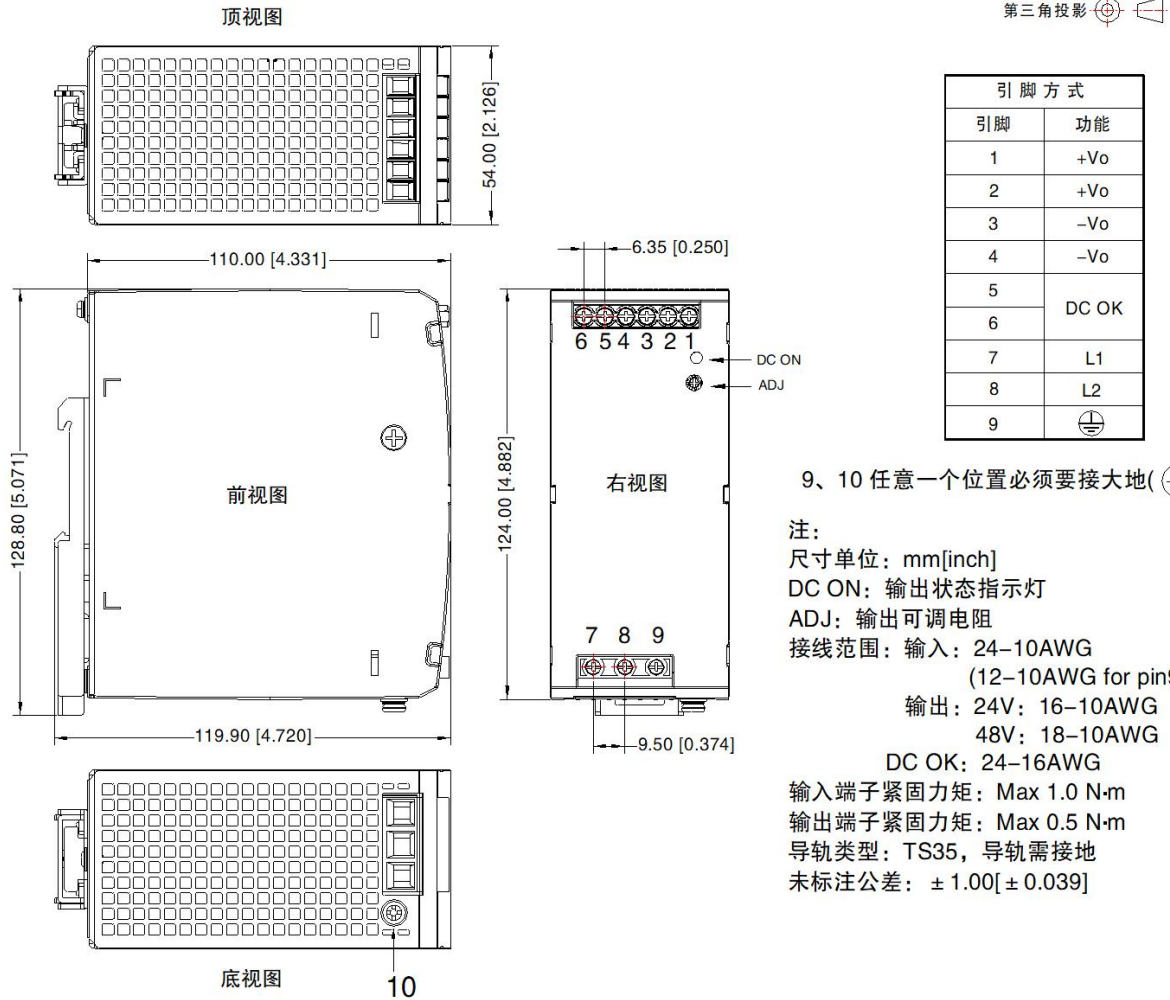 顶视图
第三角投影
54.00 [2.126]
110.00 [4.331]
6.35 [0.250]
6 5 4 3 2 1
DC ON
ADJ
128.80 [5.071]
前视图
124.00 [4.882]
右视图
7 8 9
119.90 [4.720]
9.50 [0.374]
底视图
10
引脚方式
引脚 功能
1 +Vo
2 +Vo
3 –Vo
4 –Vo
5 DC OK
6
7 L1
8 L2
9
9、10 任意一个位置必须要接大地(
注：
尺寸单位：mm[inch]
DC ON：输出状态指示灯
ADJ：输出可调电阻
接线范围：输入：24–10AWG
(12–10AWG for pin9
输出：24V：16–10AWG
48V：18–10AWG
DC OK：24–16AWG
输入端子紧固力矩：Max 1.0 N·m
输出端子紧固力矩：Max 0.5 N·m
导轨类型：TS35，导轨需接地
未标注公差：±1.00[±0.039]